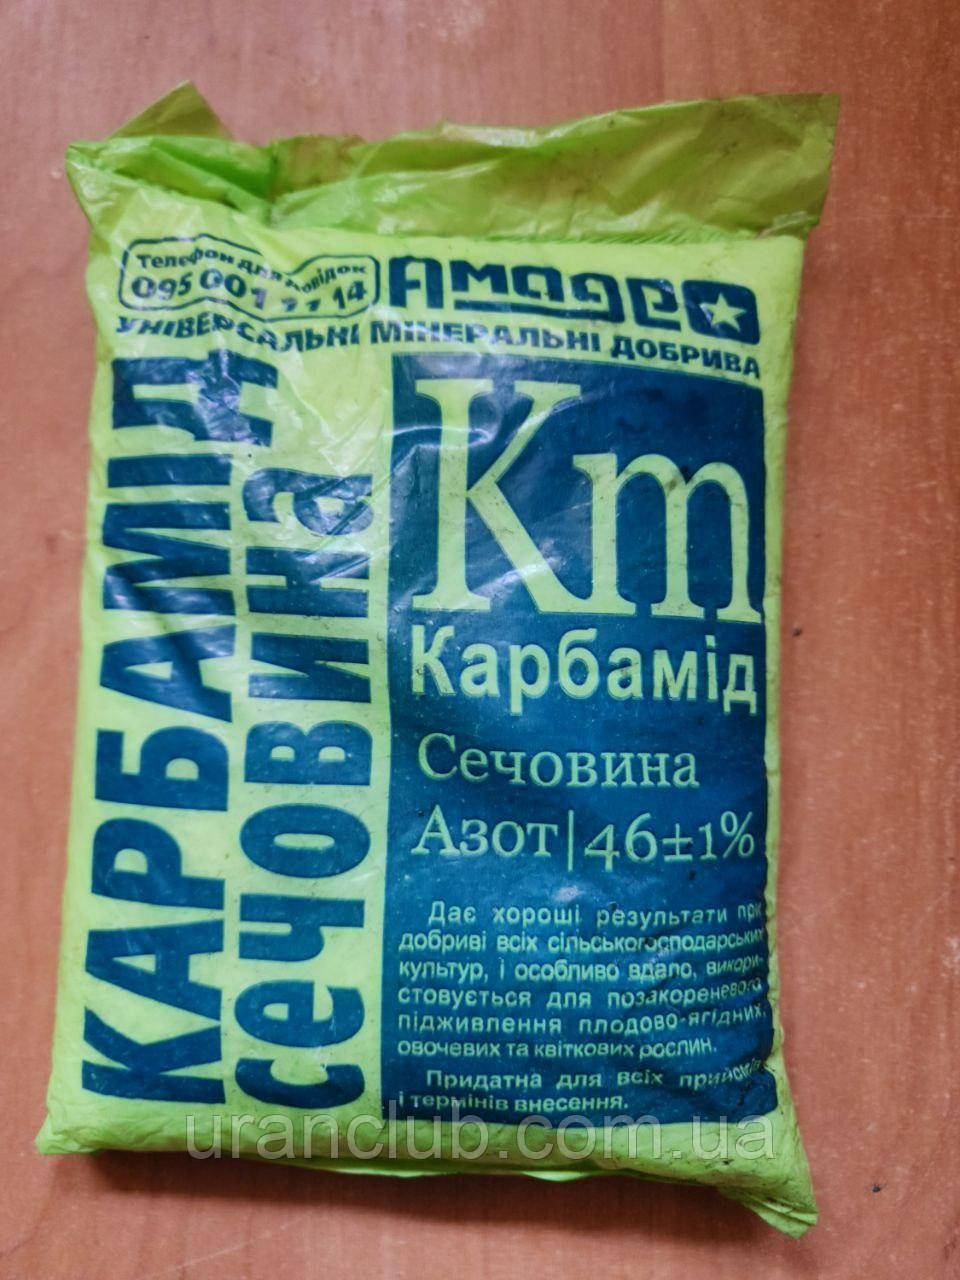 Телефон для довідок
095 001 11 14
АМАДЕО
УНІВЕРСАЛЬНІ МІНЕРАЛЬНІ ДОБРИВА
КАРБАМІД
сечовина
Km
Карбамід
Сечовина
Азот|46±1%
Дає хороші результати при
добриві всіх сільськогосподарських
культур, і особливо вдало, викори-
стовується для позакореневого
підживлення плодово-ягідних,
овочевих та квіткових рослин.
Придатна для всіх прийомів
і термінів внесення.
uranclub.com.ua